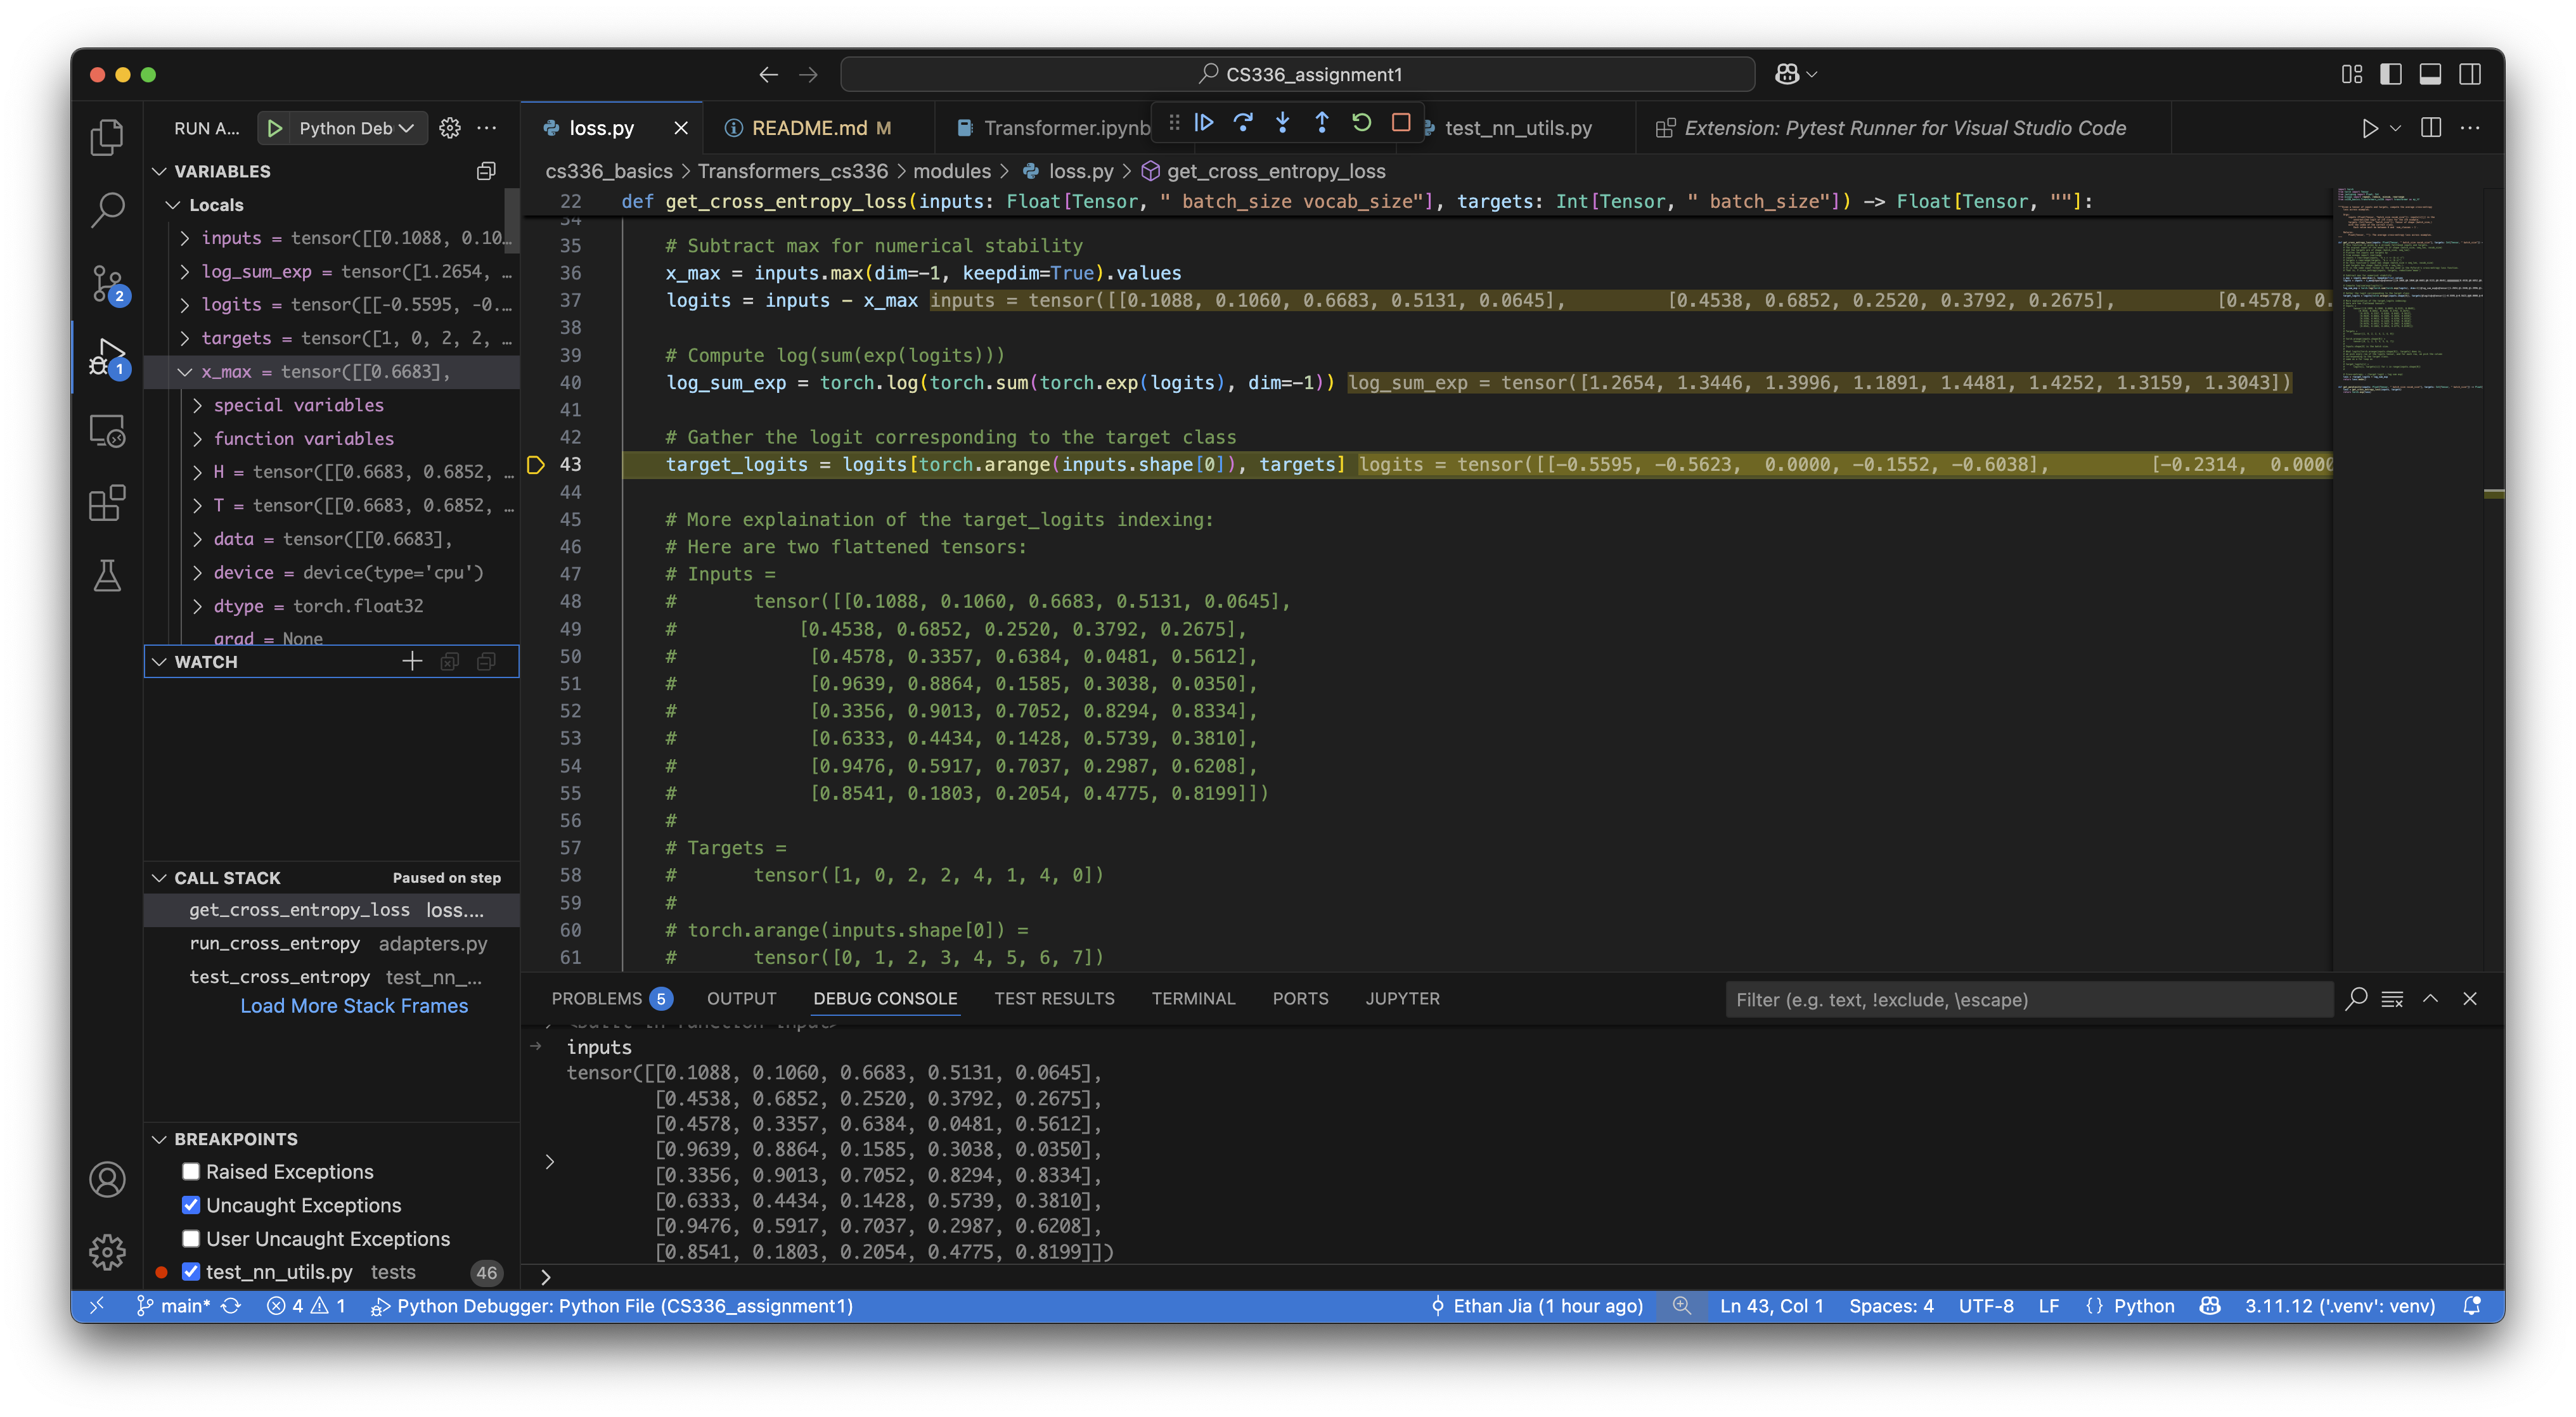 CS336_assignment1
RUN A...
Python Deb
loss.py
README.md M
Transformer.ipynb
test_nn_utils.py
Extension: Pytest Runner for Visual Studio Code
VARIABLES
Locals
inputs = tensor([[0.1088, 0.10...
log_sum_exp = tensor([1.2654, ...
logits = tensor([[-0.5595, -0....
targets = tensor([1, 0, 2, 2, ...
x_max = tensor([[0.6683],
special variables
function variables
H = tensor([[0.6683, 0.6852, ...
T = tensor([[0.6683, 0.6852, ...
data = tensor([[0.6683],
device = device(type='cpu')
dtype = torch.float32
grad = None
WATCH
CALL STACK Paused on step
get_cross_entropy_loss loss....
run_cross_entropy adapters.py
test_cross_entropy test_nn_...
Load More Stack Frames
BREAKPOINTS
Raised Exceptions
Uncaught Exceptions
User Uncaught Exceptions
test_nn_utils.py tests 46
2
1
cs336_basics > Transformers_cs336 > modules > loss.py > get_cross_entropy_loss
22 def get_cross_entropy_loss(inputs: Float[Tensor, " batch_size vocab_size"], targets: Int[Tensor, " batch_size"]) -> Float[Tensor, ""]:
34
35 # Subtract max for numerical stability
36 x_max = inputs.max(dim=-1, keepdim=True).values
37 logits = inputs - x_max inputs = tensor([[0.1088, 0.1060, 0.6683, 0.5131, 0.0645], [0.4538, 0.6852, 0.2520, 0.3792, 0.2675], [0.4578, 0.
38
39 # Compute log(sum(exp(logits)))
40 log_sum_exp = torch.log(torch.sum(torch.exp(logits), dim=-1)) log_sum_exp = tensor([1.2654, 1.3446, 1.3996, 1.1891, 1.4481, 1.4252, 1.3159, 1.3043])
41
42 # Gather the logit corresponding to the target class
43 target_logits = logits[torch.arange(inputs.shape[0]), targets] logits = tensor([[-0.5595, -0.5623, 0.0000, -0.1552, -0.6038], [-0.2314, 0.0000
44
45 # More explaination of the target_logits indexing:
46 # Here are two flattened tensors:
47 # Inputs =
48 # tensor([[0.1088, 0.1060, 0.6683, 0.5131, 0.0645],
49 # [0.4538, 0.6852, 0.2520, 0.3792, 0.2675],
50 # [0.4578, 0.3357, 0.6384, 0.0481, 0.5612],
51 # [0.9639, 0.8864, 0.1585, 0.3038, 0.0350],
52 # [0.3356, 0.9013, 0.7052, 0.8294, 0.8334],
53 # [0.6333, 0.4434, 0.1428, 0.5739, 0.3810],
54 # [0.9476, 0.5917, 0.7037, 0.2987, 0.6208],
55 # [0.8541, 0.1803, 0.2054, 0.4775, 0.8199]])
56 #
57 # Targets =
58 # tensor([1, 0, 2, 2, 4, 1, 4, 0])
59 #
60 # torch.arange(inputs.shape[0]) =
61 # tensor([0, 1, 2, 3, 4, 5, 6, 7])
PROBLEMS 5 OUTPUT DEBUG CONSOLE TEST RESULTS TERMINAL PORTS JUPYTER
Filter (e.g. text, !exclude, \escape)
<built-in function input>
inputs
tensor([[0.1088, 0.1060, 0.6683, 0.5131, 0.0645],
[0.4538, 0.6852, 0.2520, 0.3792, 0.2675],
[0.4578, 0.3357, 0.6384, 0.0481, 0.5612],
[0.9639, 0.8864, 0.1585, 0.3038, 0.0350],
[0.3356, 0.9013, 0.7052, 0.8294, 0.8334],
[0.6333, 0.4434, 0.1428, 0.5739, 0.3810],
[0.9476, 0.5917, 0.7037, 0.2987, 0.6208],
[0.8541, 0.1803, 0.2054, 0.4775, 0.8199]])
main* 4 1 Python Debugger: Python File (CS336_assignment1) Ethan Jia (1 hour ago) Ln 43, Col 1 Spaces: 4 UTF-8 LF {} Python 3.11.12 ('.venv': venv)